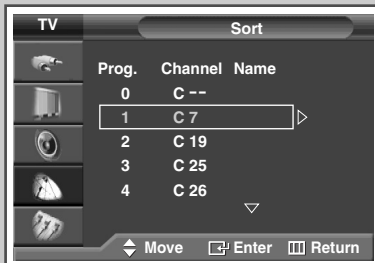 TV
Sort
Prog. Channel Name
0 C --
1 C 7
2 C 19
3 C 25
4 C 26
Move Enter Return